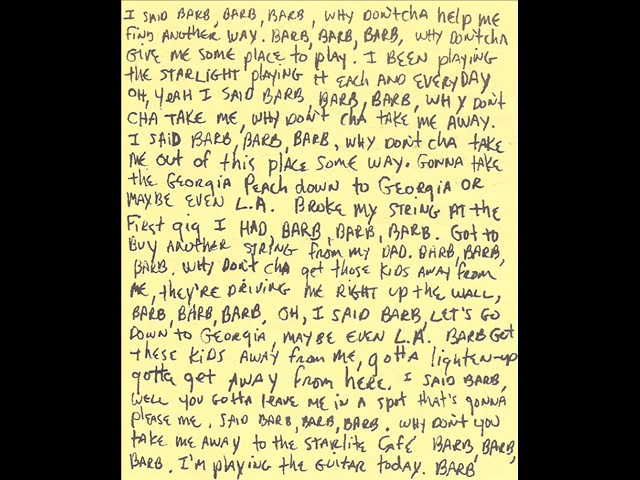 I SAID BARB, BARB, BARB, WHY DON'TCHA HELP ME
FIND ANOTHER WAY. BARB, BARB, BARB, WHY DON'TCHA
GIVE ME SOME PLACE TO PLAY. I BEEN PLAYING
THE STARLIGHT PLAYING IT EACH AND EVERYDAY
OH, YEAH I SAID BARB, BARB, BARB, WHY DON'T
CHA TAKE ME, WHY DON'T CHA TAKE ME AWAY.
I SAID BARB, BARB, BARB, WHY DON'T CHA TAKE
ME OUT OF THIS PLACE SOME WAY. GONNA TAKE
THE GEORGIA PEACH DOWN TO GEORGIA OR
MAYBE EVEN L.A. BROKE MY STRING AT THE
FIRST GIG I HAD, BARB, BARB, BARB. GOT TO
BUY ANOTHER STRING FROM MY DAD. BARB, BARB,
BARB. WHY DON'T CHA GET THOSE KIDS AWAY FROM
ME, THEY'RE DRIVING ME RIGHT UP THE WALL,
BARB, BARB, BARB. OH, I SAID BARB, LET'S GO
DOWN TO GEORGIA, MAYBE EVEN L.A. BARB GOT
THESE KIDS AWAY FROM ME, GOTTA LIGHTEN-UP
GOTTA GET AWAY FROM HERE. I SAID BARB,
WELL YOU GOTTA LEAVE ME IN A SPOT THAT'S GONNA
PLEASE ME. SAID BARB, BARB, BARB. WHY DON'T YOU
TAKE ME AWAY TO THE STARLITE CAFÉ BARB, BARB,
BARB. I'M PLAYING THE GUITAR TODAY. BARB